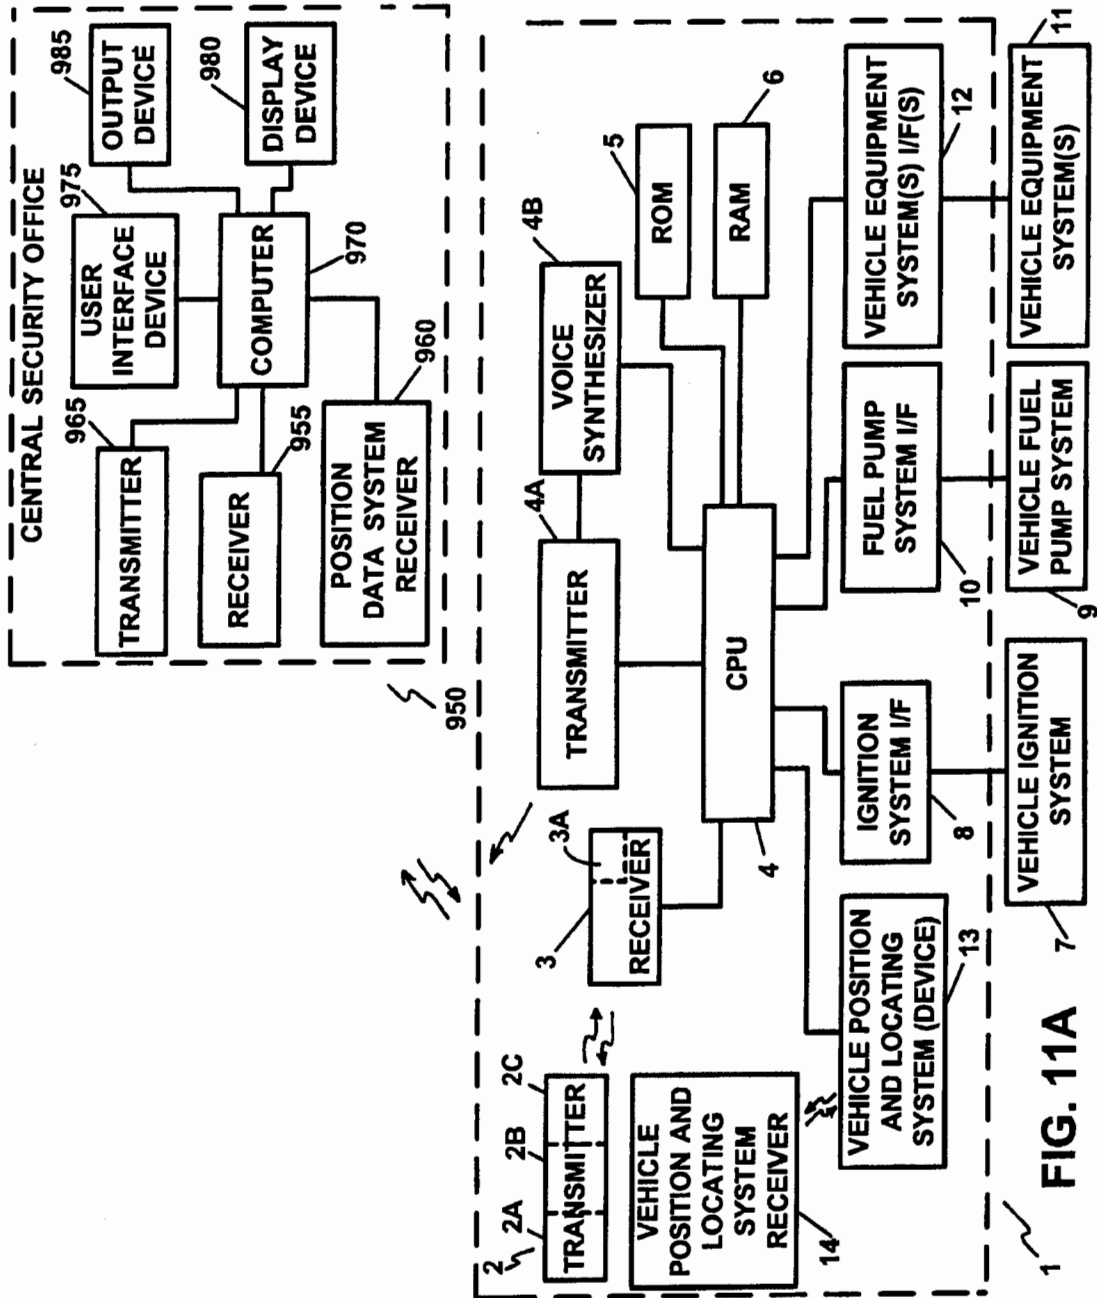 CENTRAL SECURITY OFFICE
TRANSMITTER
965
RECEIVER
955
POSITION
DATA SYSTEM
RECEIVER
960
USER
INTERFACE
DEVICE
975
COMPUTER
970
OUTPUT
DEVICE
985
DISPLAY
DEVICE
980
950
2
2A
2B
2C
TRANSMITTER
VEHICLE
POSITION AND
LOCATING
SYSTEM
RECEIVER
14
3
3A
RECEIVER
TRANSMITTER
4A
VOICE
SYNTHESIZER
4B
CPU
4
ROM
5
RAM
6
VEHICLE POSITION
AND LOCATING
SYSTEM (DEVICE)
13
IGNITION
SYSTEM I/F
8
FUEL PUMP
SYSTEM I/F
10
VEHICLE EQUIPMENT
SYSTEM(S) I/F(S)
12
VEHICLE IGNITION
SYSTEM
7
VEHICLE FUEL
PUMP SYSTEM
9
VEHICLE EQUIPMENT
SYSTEM(S)
11
1
FIG. 11A